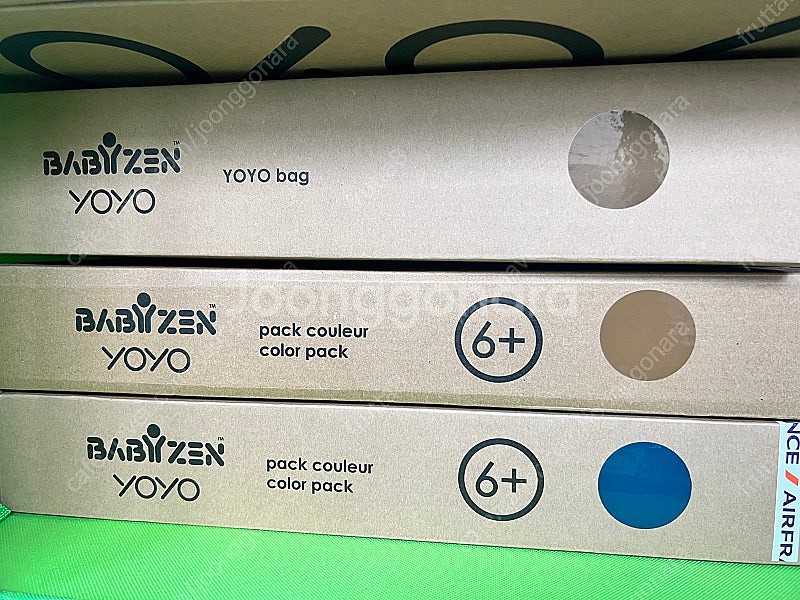 BABYZEN™
YOYO
YOYO bag
BABYZEN™
YOYO
pack couleur
color pack
6+
BABYZEN™
YOYO
pack couleur
color pack
6+
NCE
AIRFRA
joonggonara